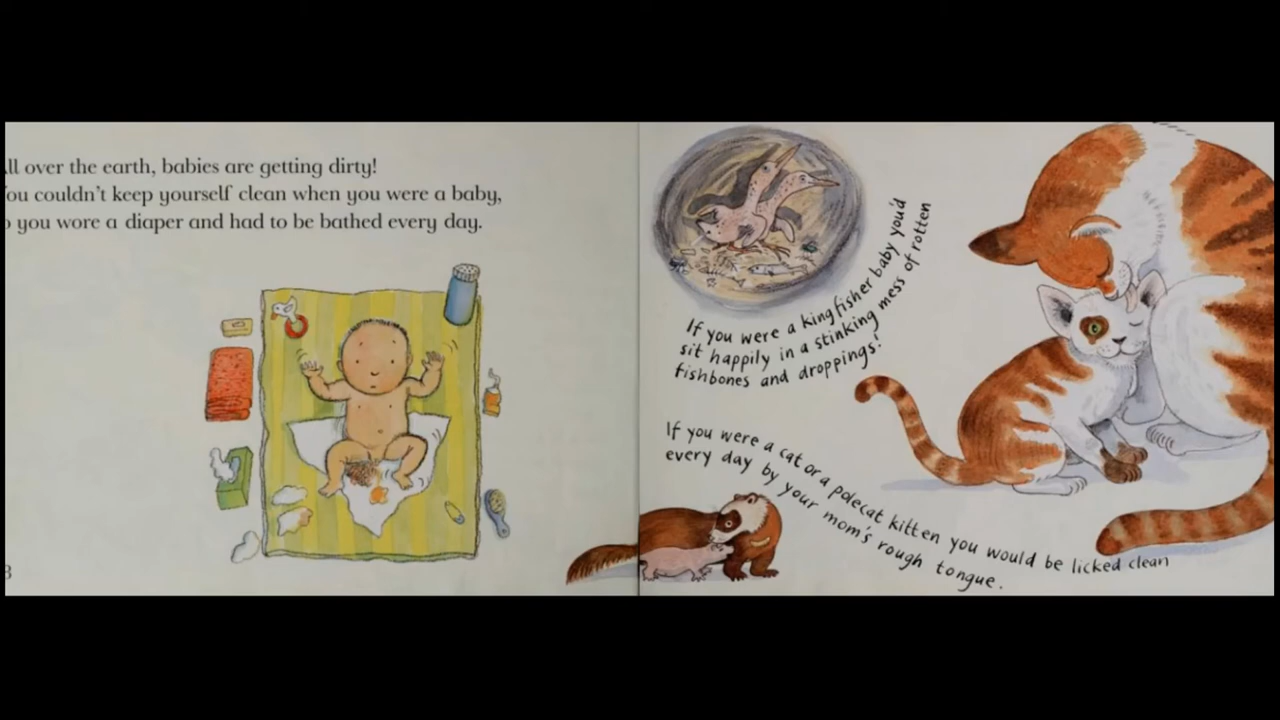 ll over the earth, babies are getting dirty!
ou couldn't keep yourself clean when you were a baby,
o you wore a diaper and had to be bathed every day.
If you were a kingfisher baby you'd
sit happily in a stinking mess of rotten
fishbones and droppings!
If you were a cat or a polecat kitten you would be licked clean
every day by your mom's rough tongue.
8